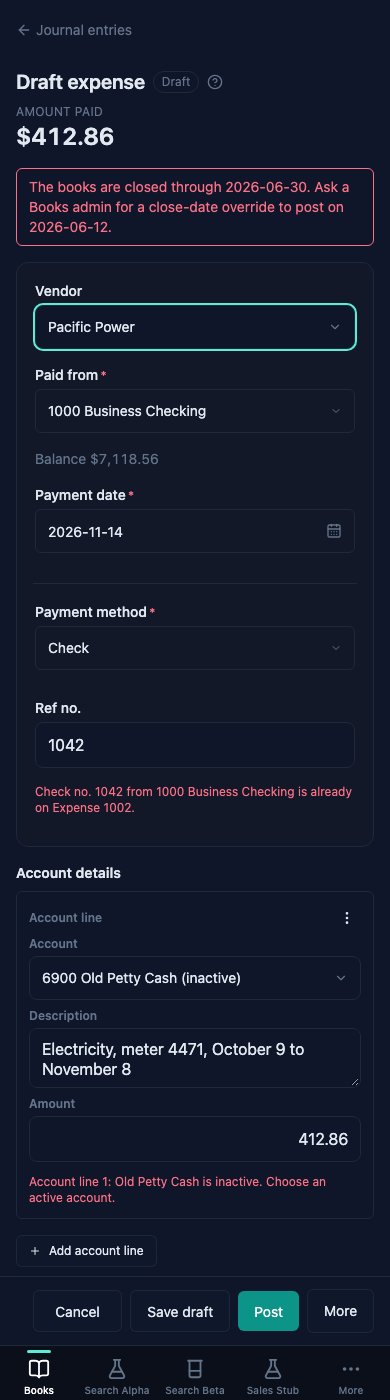 Journal entries
Draft expense Draft
AMOUNT PAID
$412.86
The books are closed through 2026-06-30. Ask a
Books admin for a close-date override to post on
2026-06-12.
Vendor
Pacific Power
Paid from *
1000 Business Checking
Balance $7,118.56
Payment date *
2026-11-14
Payment method *
Check
Ref no.
1042
Check no. 1042 from 1000 Business Checking is already
on Expense 1002.
Account details
Account line
Account
6900 Old Petty Cash (inactive)
Description
Electricity, meter 4471, October 9 to
November 8
Amount
412.86
Account line 1: Old Petty Cash is inactive. Choose an
active account.
+ Add account line
Cancel Save draft Post More
Books Search Alpha Search Beta Sales Stub More